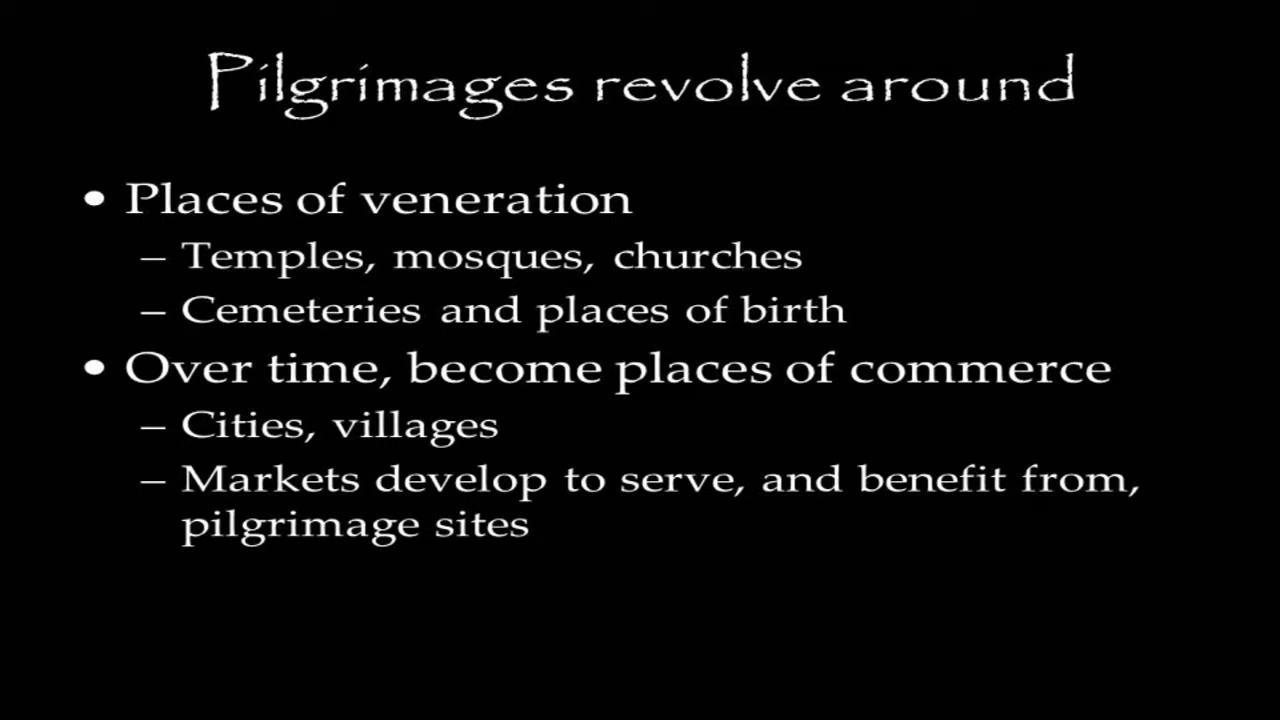 Pilgrimages revolve around
• Places of veneration
– Temples, mosques, churches
– Cemeteries and places of birth
• Over time, become places of commerce
– Cities, villages
– Markets develop to serve, and benefit from,
pilgrimage sites